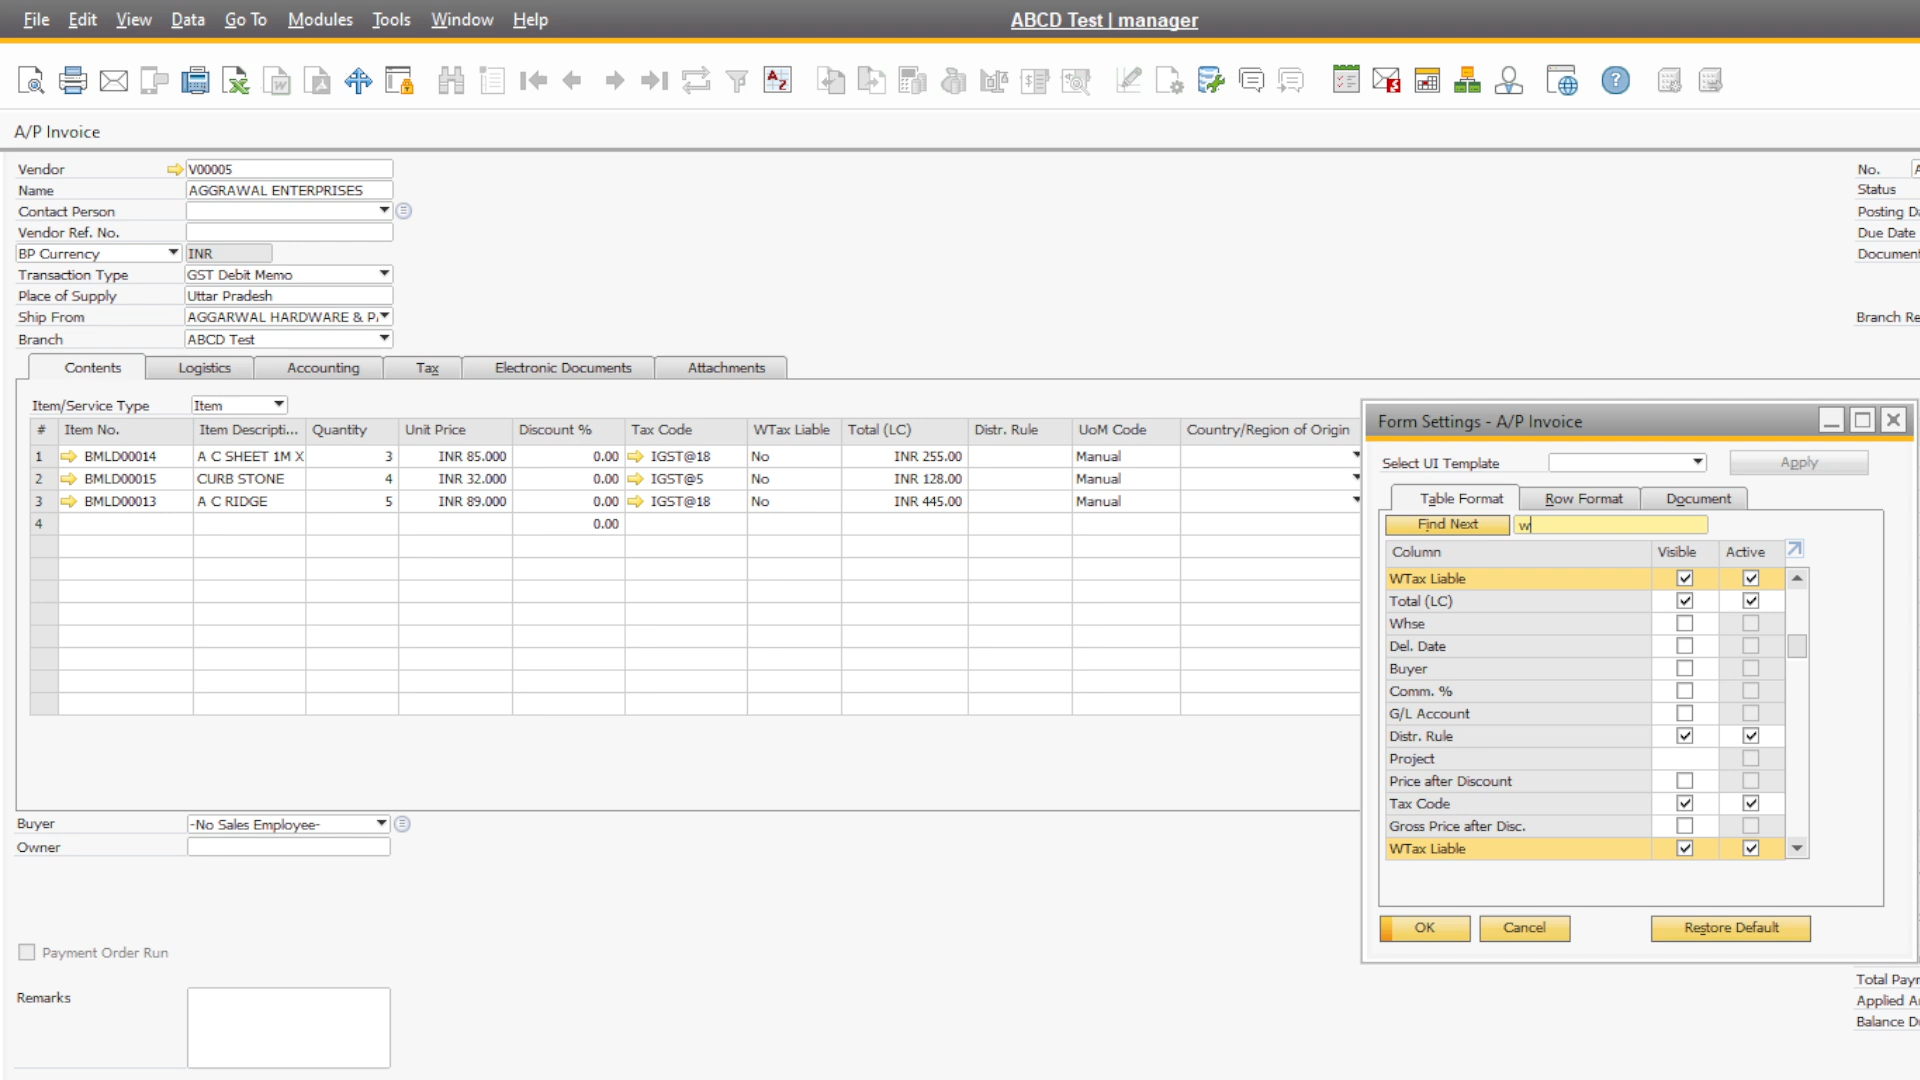 File Edit View Data Go To Modules Tools Window Help
ABCD Test | manager
A/P Invoice
Vendor V00005
Name AGGRAWAL ENTERPRISES
Contact Person
Vendor Ref. No.
BP Currency INR
Transaction Type GST Debit Memo
Place of Supply Uttar Pradesh
Ship From AGGARWAL HARDWARE &
Branch ABCD Test
No.
Status
Posting
Due Date
Document
Branch
Contents Logistics Accounting Tax Electronic Documents Attachments
Item/Service Type Item
# Item No. Item Descripti... Quantity Unit Price Discount % Tax Code WTax Liable Total (LC) Distr. Rule UoM Code Country/Region of Origin
1 BMLD00014 A C SHEET 1M X 3 INR 85.000 0.00 IGST@18 No INR 255.00 Manual
2 BMLD00015 CURB STONE 4 INR 32.000 0.00 IGST@5 No INR 128.00 Manual
3 BMLD00013 A C RIDGE 5 INR 89.000 0.00 IGST@18 No INR 445.00 Manual
4 0.00
Form Settings - A/P Invoice
Select UI Template Apply
Table Format Row Format Document
Find Next w
Column Visible Active
WTax Liable
Total (LC)
Whse
Del. Date
Buyer
Comm. %
G/L Account
Distr. Rule
Project
Price after Discount
Tax Code
Gross Price after Disc.
WTax Liable
OK Cancel Restore Default
Buyer -No Sales Employee-
Owner
Payment Order Run
Remarks
Total
Applied
Balance